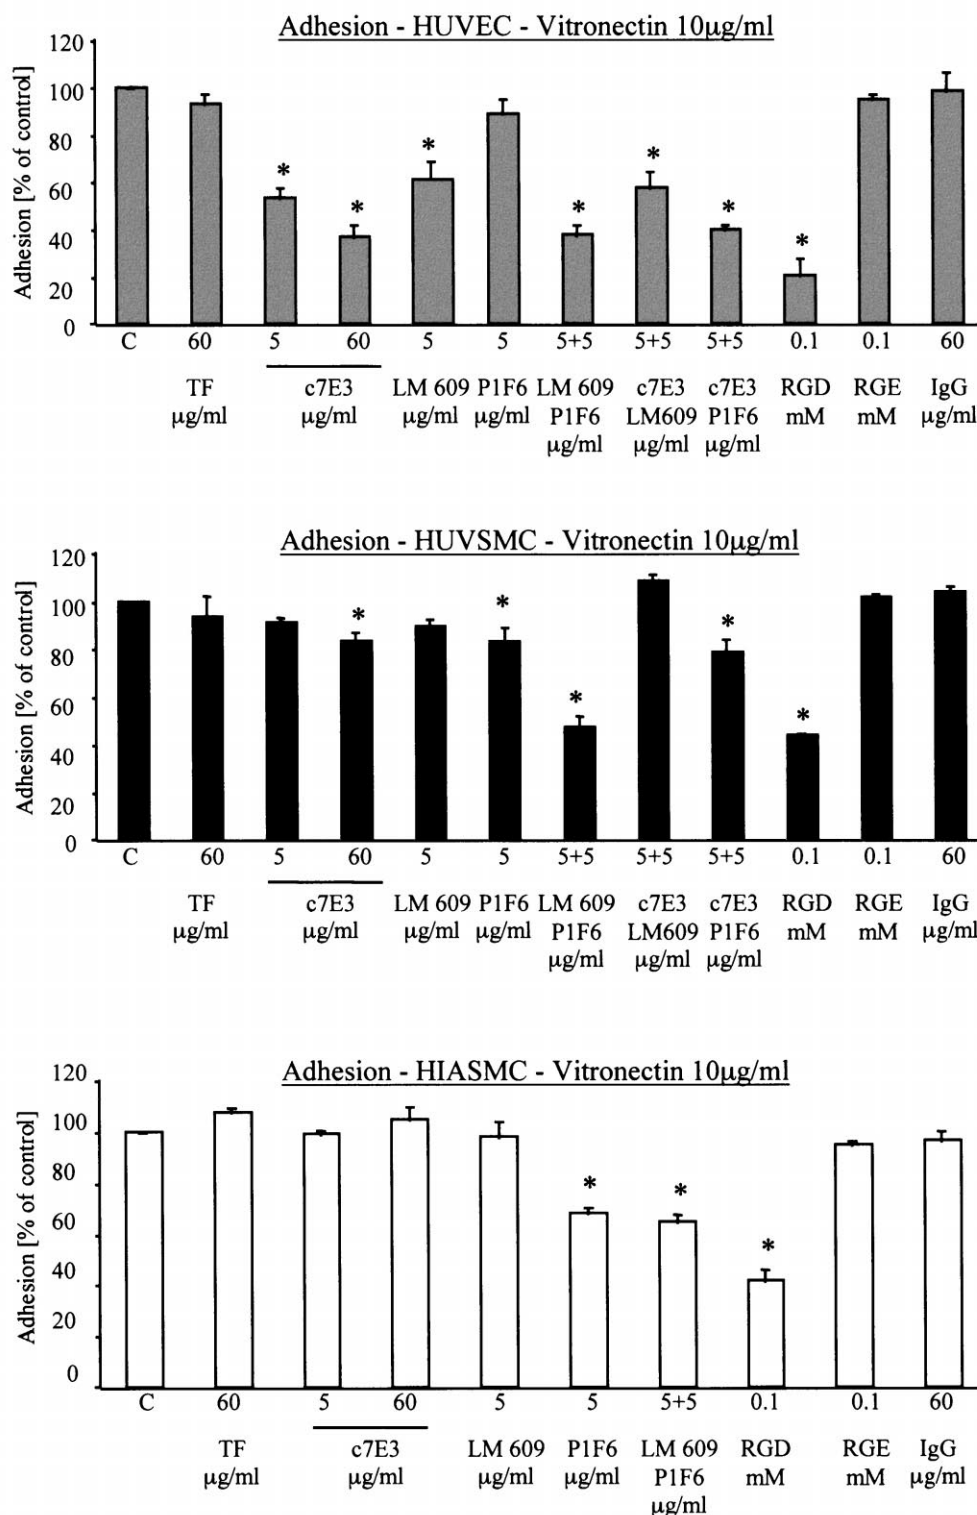 Adhesion - HUVEC - Vitronectin 10µg/ml
Adhesion [% of control]
120
100
80
60
40
20
0
C 60 5 60 5 5 5+5 5+5 5+5 0.1 0.1 60
TF c7E3 LM 609 P1F6 LM 609 c7E3 c7E3 RGD RGE IgG
µg/ml µg/ml µg/ml µg/ml P1F6 LM609 P1F6 mM mM µg/ml
µg/ml µg/ml µg/ml
* * * * * * *
Adhesion - HUVSMC - Vitronectin 10µg/ml
Adhesion [% of control]
120
100
80
60
40
20
0
* * * * *
C 60 5 60 5 5 5+5 5+5 5+5 0.1 0.1 60
TF c7E3 LM 609 P1F6 LM 609 c7E3 c7E3 RGD RGE IgG
µg/ml µg/ml µg/ml µg/ml P1F6 LM609 P1F6 mM mM µg/ml
µg/ml µg/ml µg/ml
Adhesion - HIASMC - Vitronectin 10µg/ml
Adhesion [% of control]
120
100
80
60
40
20
0
* * *
C 60 5 60 5 5 5+5 0.1 0.1 60
TF c7E3 LM 609 P1F6 LM 609 RGD RGE IgG
µg/ml µg/ml µg/ml µg/ml P1F6 mM mM µg/ml
µg/ml